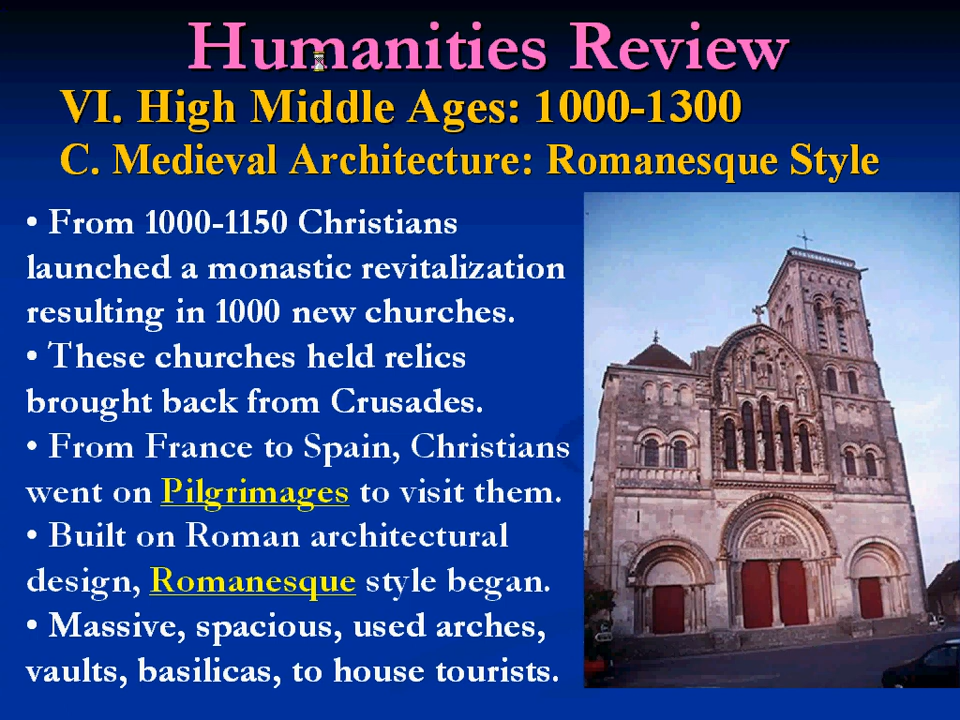 Humanities Review
VI. High Middle Ages: 1000-1300
C. Medieval Architecture: Romanesque Style
• From 1000-1150 Christians
launched a monastic revitalization
resulting in 1000 new churches.
• These churches held relics
brought back from Crusades.
• From France to Spain, Christians
went on Pilgrimages to visit them.
• Built on Roman architectural
design, Romanesque style began.
• Massive, spacious, used arches,
vaults, basilicas, to house tourists.